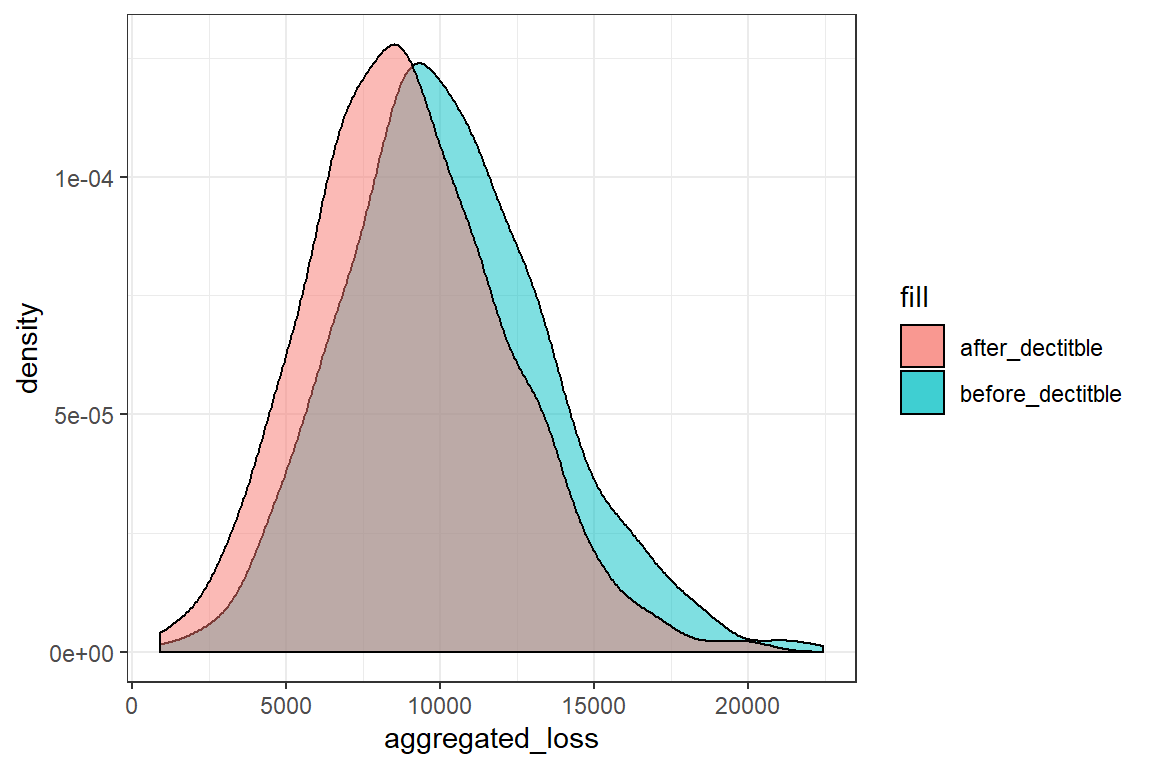 density
1e-04
5e-05
0e+00
0
5000
10000
15000
20000
aggregated_loss
fill
after_dectitble
before_dectitble